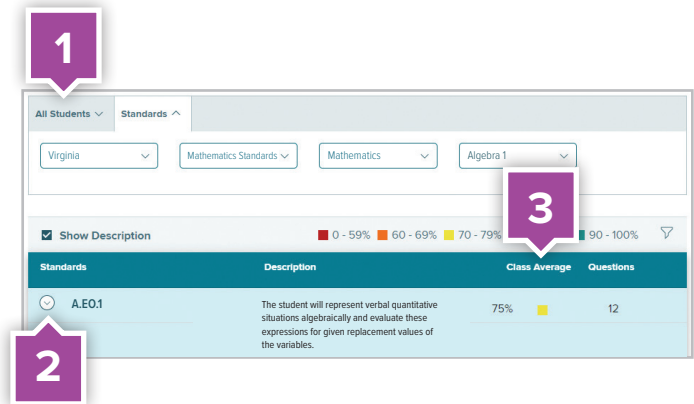 1
All Students Standards
Virginia Mathematics Standards Mathematics Algebra 1
3
Show Description 0 - 59% 60 - 69% 70 - 79% 90 - 100%
Standards Description Class Average Questions
A.EO.1 The student will represent verbal quantitative 75% 12
situations algebraically and evaluate these
expressions for given replacement values of
the variables.
2